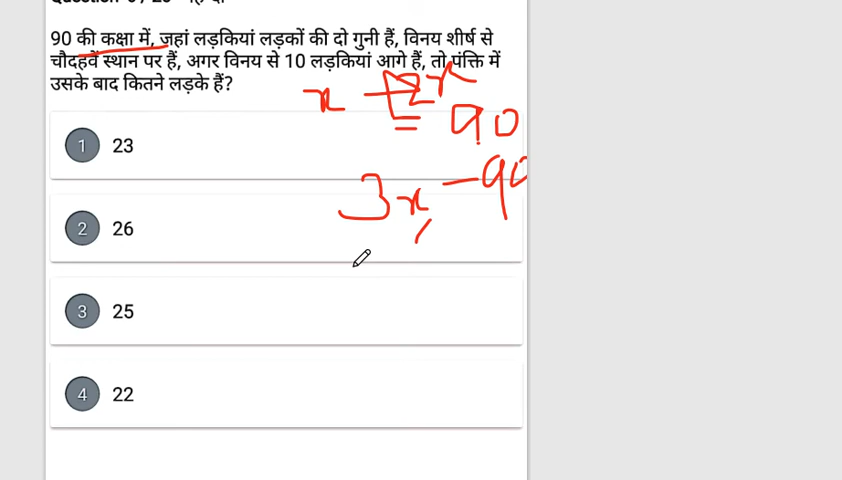 90 की कक्षा में, जहां लड़कियां लड़कों की दो गुनी हैं, विनय शीर्ष से
चौदहवें स्थान पर हैं, अगर विनय से 10 लड़कियां आगे हैं, तो पंक्ति में
उसके बाद कितने लड़के हैं?
x + 2x
= 90
3x = 90
1 23
2 26
3 25
4 22